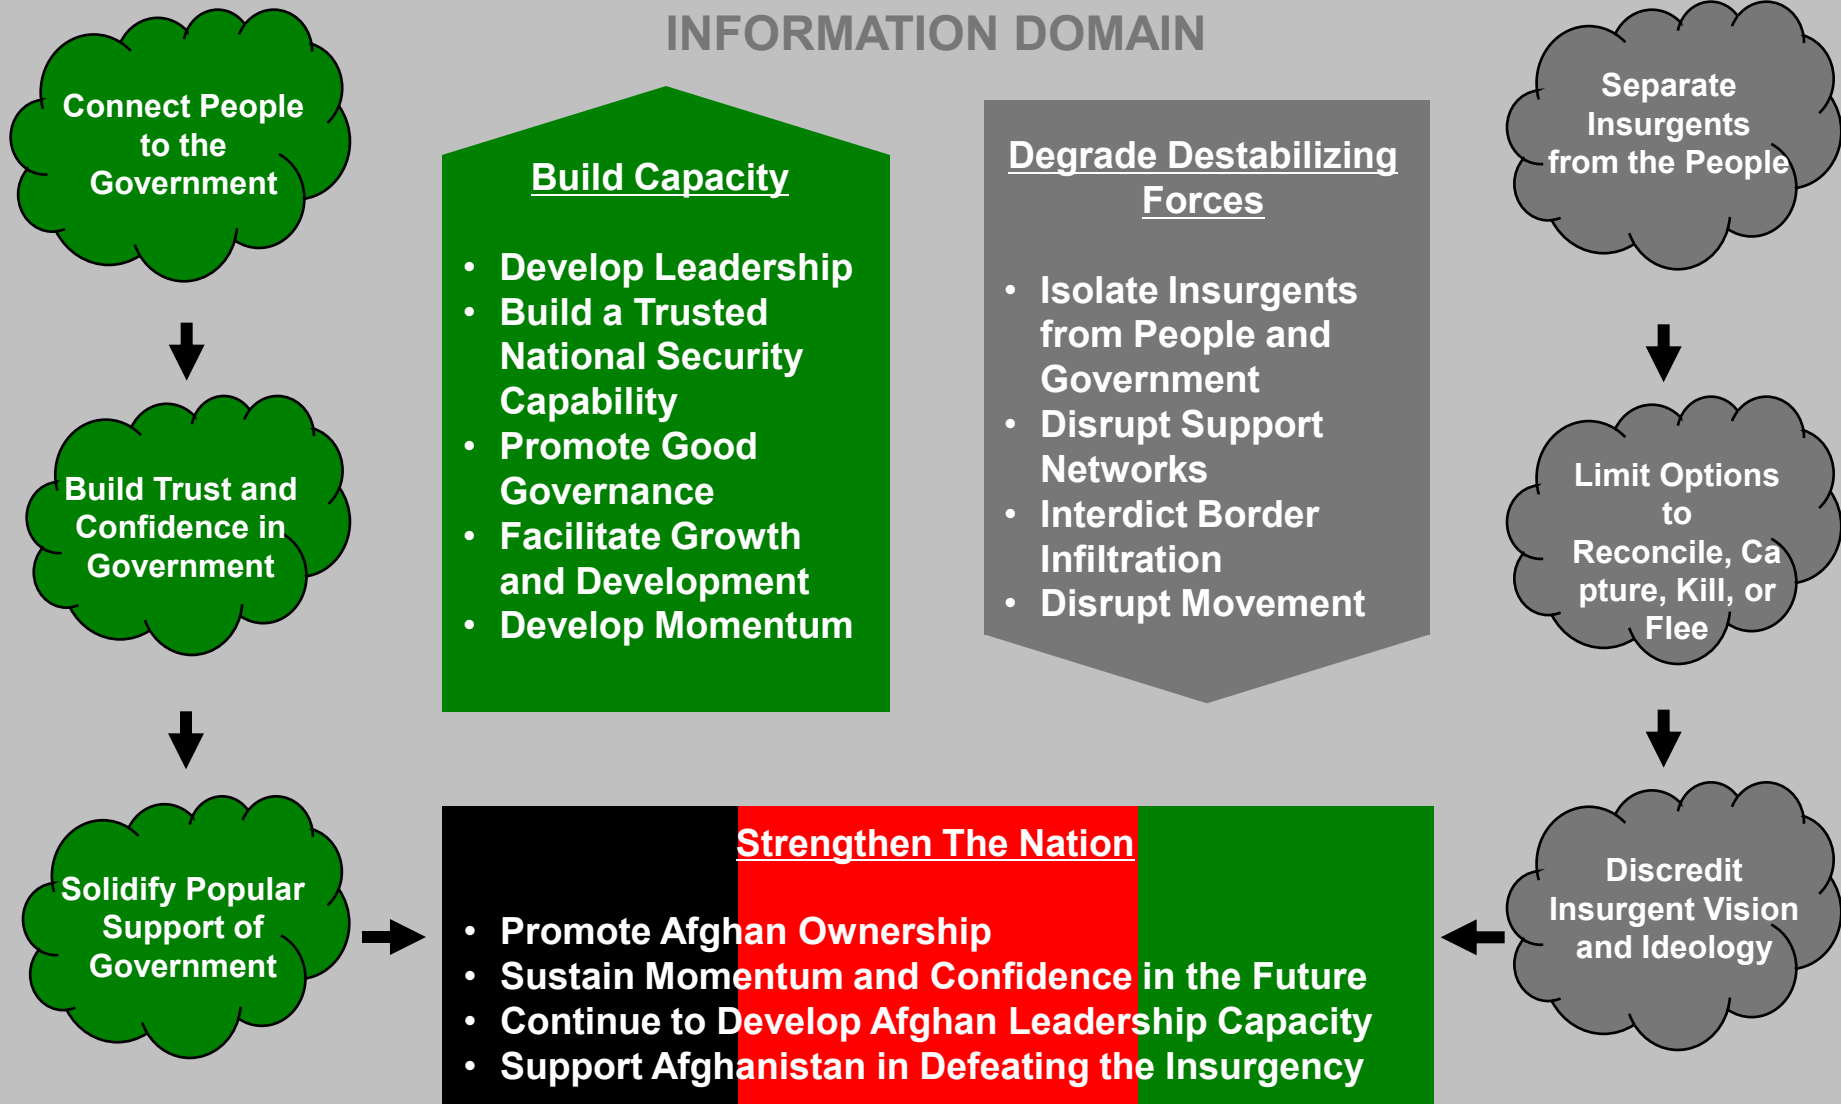 INFORMATION DOMAIN
Connect People
to the
Government
Build Trust and
Confidence in
Government
Solidify Popular
Support of
Government
Build Capacity
• Develop Leadership
• Build a Trusted
National Security
Capability
• Promote Good
Governance
• Facilitate Growth
and Development
• Develop Momentum
Degrade Destabilizing
Forces
• Isolate Insurgents
from People and
Government
• Disrupt Support
Networks
• Interdict Border
Infiltration
• Disrupt Movement
Separate
Insurgents
from the People
Limit Options
to
Reconcile, Ca
pture, Kill, or
Flee
Discredit
Insurgent Vision
and Ideology
Strengthen The Nation
• Promote Afghan Ownership
• Sustain Momentum and Confidence in the Future
• Continue to Develop Afghan Leadership Capacity
• Support Afghanistan in Defeating the Insurgency